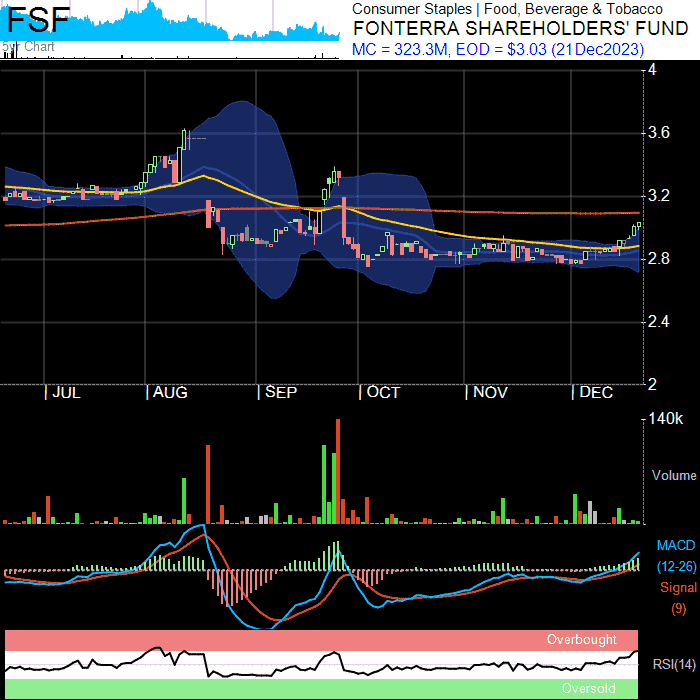 FSF
5yr Chart
Consumer Staples | Food, Beverage & Tobacco
FONTERRA SHAREHOLDERS' FUND
MC = 323.3M, EOD = $3.03 (21Dec2023)
4
3.6
3.2
2.8
2.4
2
JUL AUG SEP OCT NOV DEC
140k
Volume
MACD
(12-26)
Signal
(9)
Overbought
RSI(14)
Oversold